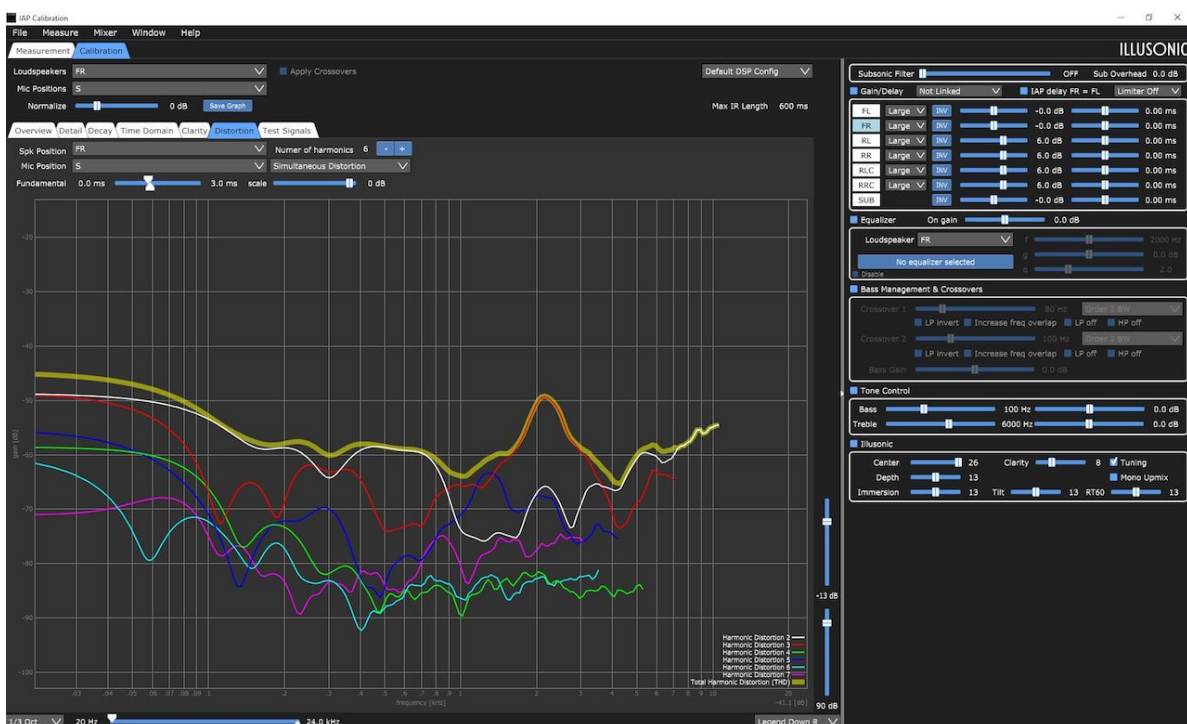 IAP Calibration
File Measure Mixer Window Help
Measurement Calibration
ILLUSONIC
Loudspeakers FR Apply Crossovers Default DSP Config
Mic Positions S
Normalize 0 dB Save Graph Max IR Length 600 ms
Overview Detail Decay Time Domain Clarity Distortion Test Signals
Spk Position FR Numer of harmonics 6 - +
Mic Position S Simultaneous Distortion
Fundamental 0.0 ms 3.0 ms scale 0 dB
-20
-30
-40
-50
-60
-70
-80
-90
-100
gain [dB]
.03 .04 .05 .06 .07 .08 .09 .1 .2 .3 .4 .5 .6 .7 .8 .9 1 2 3 4 5 6 7 8 9 10 20
frequency [kHz]
-41.1 [dB]
Harmonic Distortion 2
Harmonic Distortion 3
Harmonic Distortion 4
Harmonic Distortion 5
Harmonic Distortion 6
Harmonic Distortion 7
Total Harmonic Distortion (THD)
-13 dB
90 dB
1/3 Oct 20 Hz 24.0 kHz Legend Down R
Subsonic Filter OFF Sub Overhead 0.0 dB
Gain/Delay Not Linked IAP delay FR = FL Limiter Off
FL Large INV -0.0 dB 0.00 ms
FR Large INV -0.0 dB 0.00 ms
RL Large INV 6.0 dB 0.00 ms
RR Large INV 6.0 dB 0.00 ms
RLC Large INV 6.0 dB 0.00 ms
RRC Large INV 6.0 dB 0.00 ms
SUB INV -0.0 dB 0.00 ms
Equalizer On gain 0.0 dB
Loudspeaker FR f 2000 Hz
No equalizer selected g 0.0 dB
Disable q 2.0
Bass Management & Crossovers
Crossover 1 80 Hz Order 2 BW
LP invert Increase freq overlap LP off HP off
Crossover 2 100 Hz Order 2 BW
LP invert Increase freq overlap LP off HP off
Bass Gain 0.0 dB
Tone Control
Bass 100 Hz 0.0 dB
Treble 6000 Hz 0.0 dB
Illusonic
Center 26 Clarity 8 Tuning
Depth 13 Mono Upmix
Immersion 13 Tilt 13 RT60 13